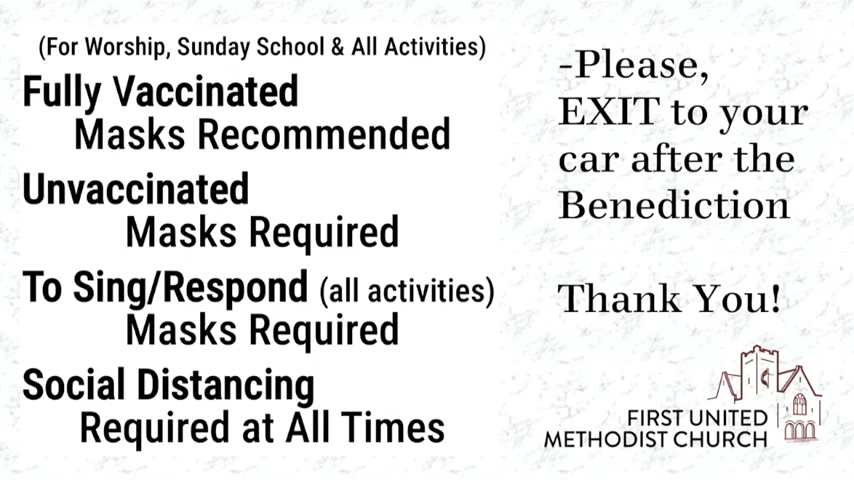 (For Worship, Sunday School & All Activities)
Fully Vaccinated
Masks Recommended
Unvaccinated
Masks Required
To Sing/Respond (all activities)
Masks Required
Social Distancing
Required at All Times
-Please,
EXIT to your
car after the
Benediction
Thank You!
FIRST UNITED
METHODIST CHURCH